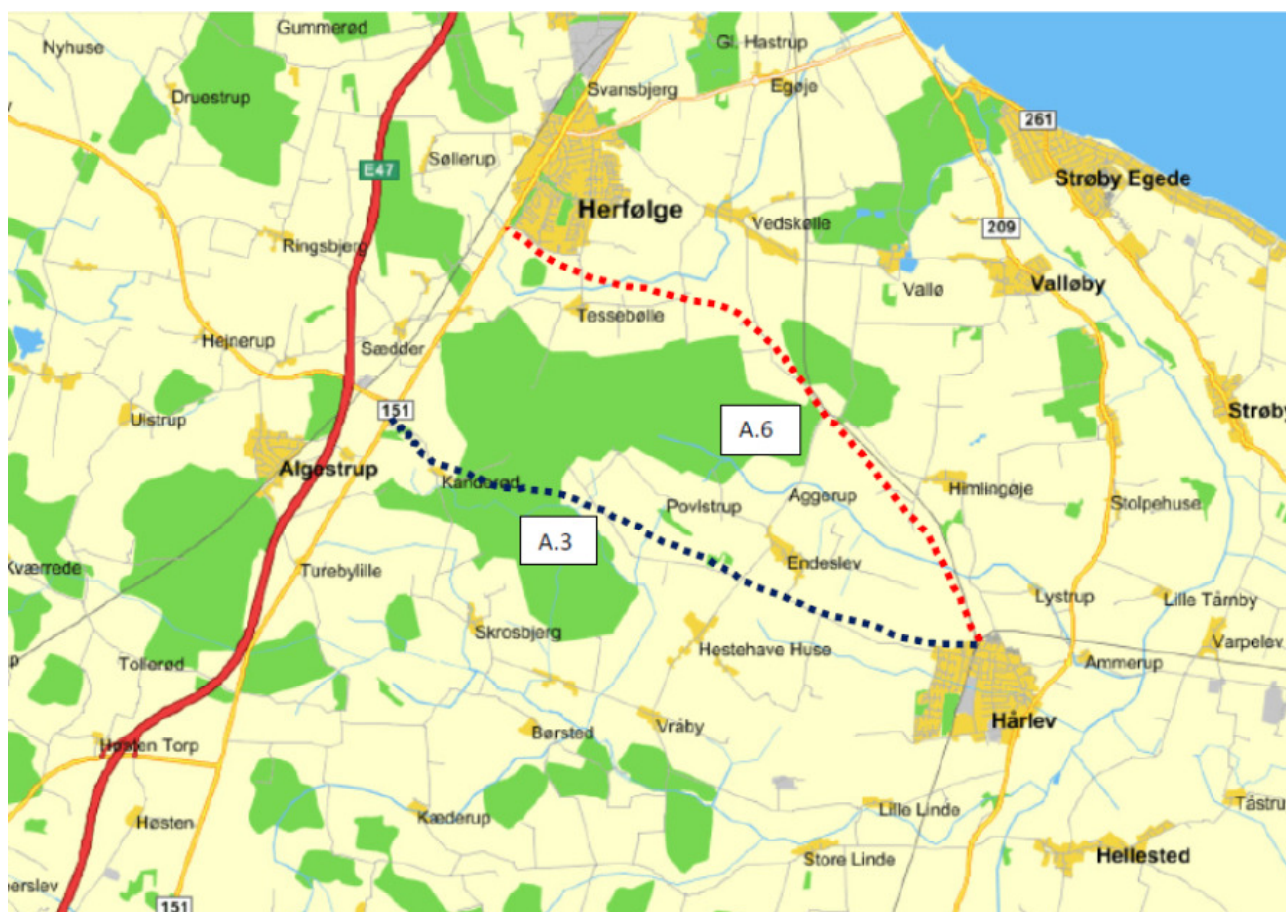 Gummerød
Nyhuse
Gl. Hastrup
Egøje
Svansbjerg
Druestrup
261
Søllerup
E47
Strøby Egede
Herfølge
Vedskølle
209
Ringsbjerg
Valløby
Vallø
Tessebølle
Hejnerup
Sædder
151
Ulstrup
Strøby
A.6
Algestrup
Himlingøje
Aggerup
Stolpehuse
Povlstrup
A.3
Endeslev
Kværrede
Turebylille
Lystrup
Lille Tårnby
Skrosbjerg
Varpelev
Hestehave Huse
Tollerød
Ammerup
Hårlev
Vråby
Børsted
Høsten Torp
Lille Linde
Kæderup
Høsten
Store Linde
Hellested
151